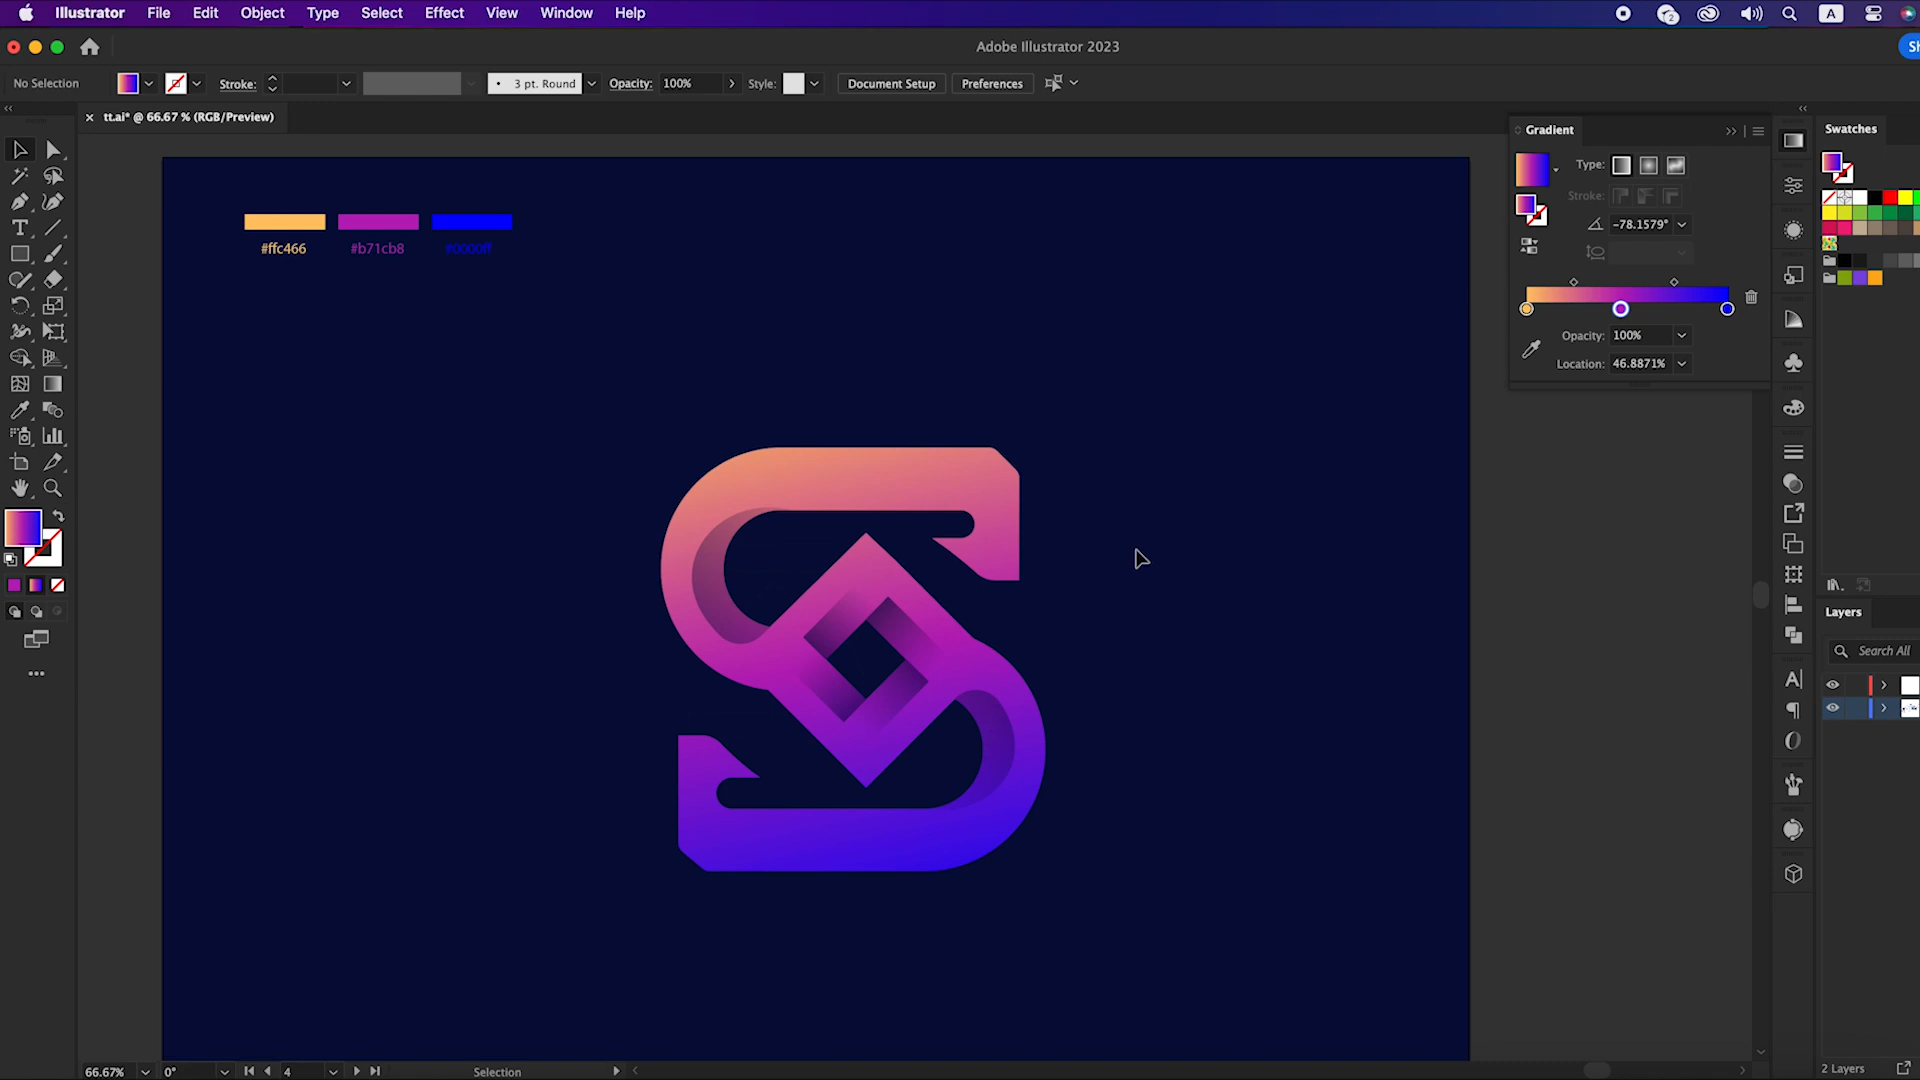 Illustrator File Edit Object Type Select Effect View Window Help
2
A
Adobe Illustrator 2023
No Selection
Stroke:
3 pt. Round
Opacity: 100%
Style:
Document Setup
Preferences
tt.ai* @ 66.67 % (RGB/Preview)
Gradient
Swatches
Type:
Stroke:
-78.1579°
Opacity: 100%
Location: 46.8871%
#ffc466
#b71cb8
#0000ff
Layers
Search All
66.67%
0°
4
Selection
2 Layers